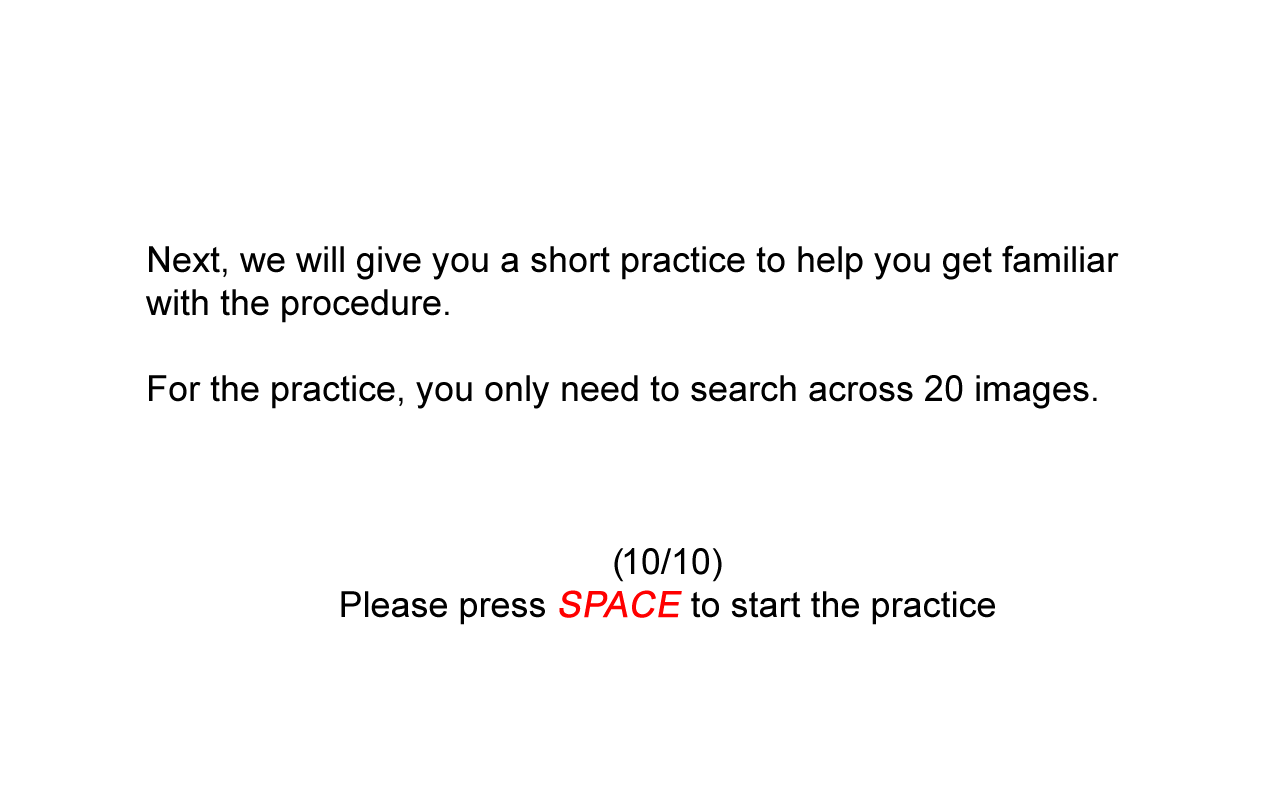 Next, we will give you a short practice to help you get familiar
with the procedure.
For the practice, you only need to search across 20 images.
(10/10)
Please press SPACE to start the practice